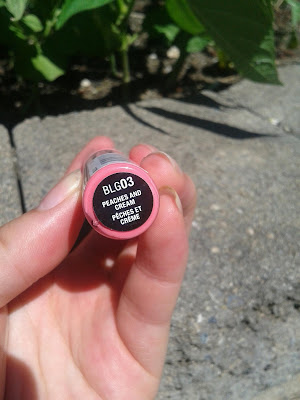 BLG03
PEACHES AND
CREAM
PÊCHES ET
CRÈME